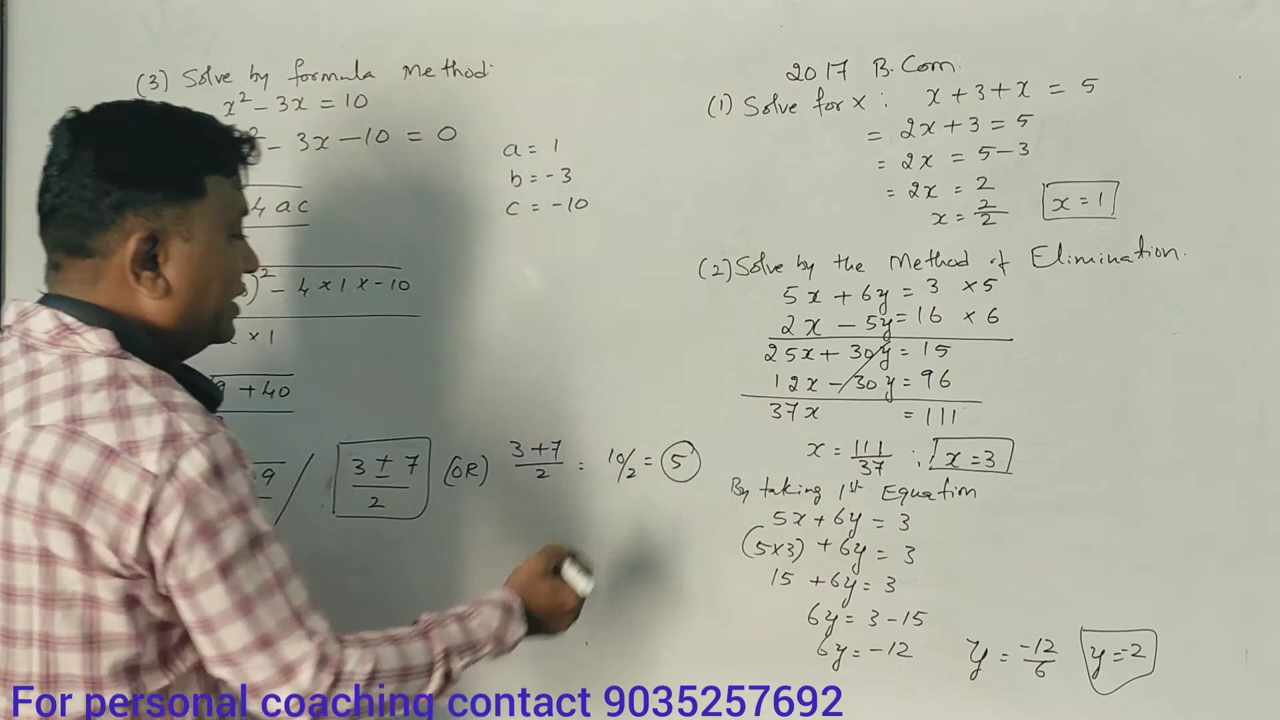 (3) Solve by formula Method:
x² - 3x = 10
² - 3x - 10 = 0
4ac
)² - 4 × 1 × -10
× 1
9 + 40
9 / 3 ± 7 / 2 (OR) 3+7 / 2 = 10/2 = 5
a = 1
b = -3
c = -10
2017 B.Com.
(1) Solve for x : x + 3 + x = 5
= 2x + 3 = 5
= 2x = 5 - 3
= 2x = 2
x = 2/2 x = 1
(2) Solve by the Method of Elimination.
5x + 6y = 3 × 5
2x - 5y = 16 × 6
25x + 30y = 15
12x - 30y = 96
37x = 111
x = 111/37 ; x = 3
By taking 1st Equation
5x + 6y = 3
(5×3) + 6y = 3
15 + 6y = 3
6y = 3 - 15
6y = -12 y = -12/6 y = -2
For personal coaching contact 9035257692